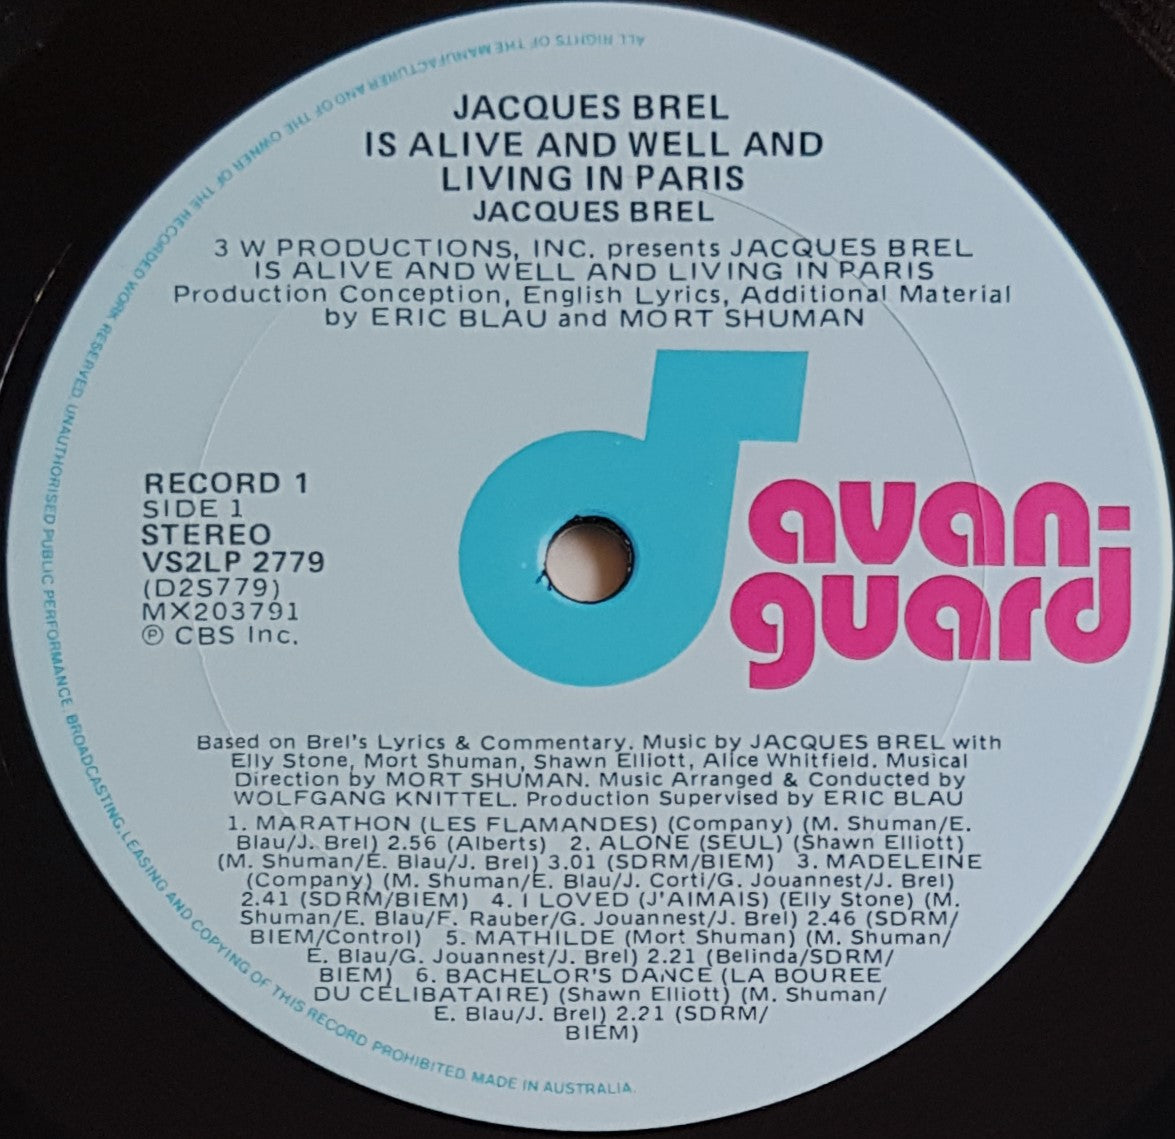 JACQUES BREL
IS ALIVE AND WELL AND
LIVING IN PARIS
JACQUES BREL
3 W PRODUCTIONS, INC. presents JACQUES BREL
IS ALIVE AND WELL AND LIVING IN PARIS
Production Conception, English Lyrics, Additional Material
by ERIC BLAU and MORT SHUMAN
RECORD 1
SIDE 1
STEREO
VS2LP 2779
(D2S779)
MX203791
℗ CBS Inc.
avan-
guard
Based on Brel's Lyrics & Commentary. Music by JACQUES BREL with
Elly Stone, Mort Shuman, Shawn Elliott, Alice Whitfield. Musical
Direction by MORT SHUMAN. Music Arranged & Conducted by
WOLFGANG KNITTEL. Production Supervised by ERIC BLAU
1. MARATHON (LES FLAMANDES) (Company) (M. Shuman/E.
Blau/J. Brel) 2.56 (Alberts) 2. ALONE (SEUL) (Shawn Elliott)
(M. Shuman/E. Blau/J. Brel) 3.01 (SDRM/BIEM) 3. MADELEINE
(Company) (M. Shuman/E. Blau/J. Corti/G. Jouannest/J. Brel)
2.41 (SDRM/BIEM) 4. I LOVED (J'AIMAIS) (Elly Stone) (M.
Shuman/E. Blau/F. Rauber/G. Jouannest/J. Brel) 2.46 (SDRM/
BIEM/Control) 5. MATHILDE (Mort Shuman) (M. Shuman/
E. Blau/G. Jouannest/J. Brel) 2.21 (Belinda/SDRM/
BIEM) 6. BACHELOR'S DANCE (LA BOUREE
DU CELIBATAIRE) (Shawn Elliott) (M. Shuman/
E. Blau/J. Brel) 2.21 (SDRM/
BIEM)
ALL RIGHTS OF THE MANUFACTURER AND OF THE OWNER OF THE RECORDED WORK RESERVED. UNAUTHORISED PUBLIC PERFORMANCE, BROADCASTING, LEASING AND COPYING OF THIS RECORD PROHIBITED. MADE IN AUSTRALIA.